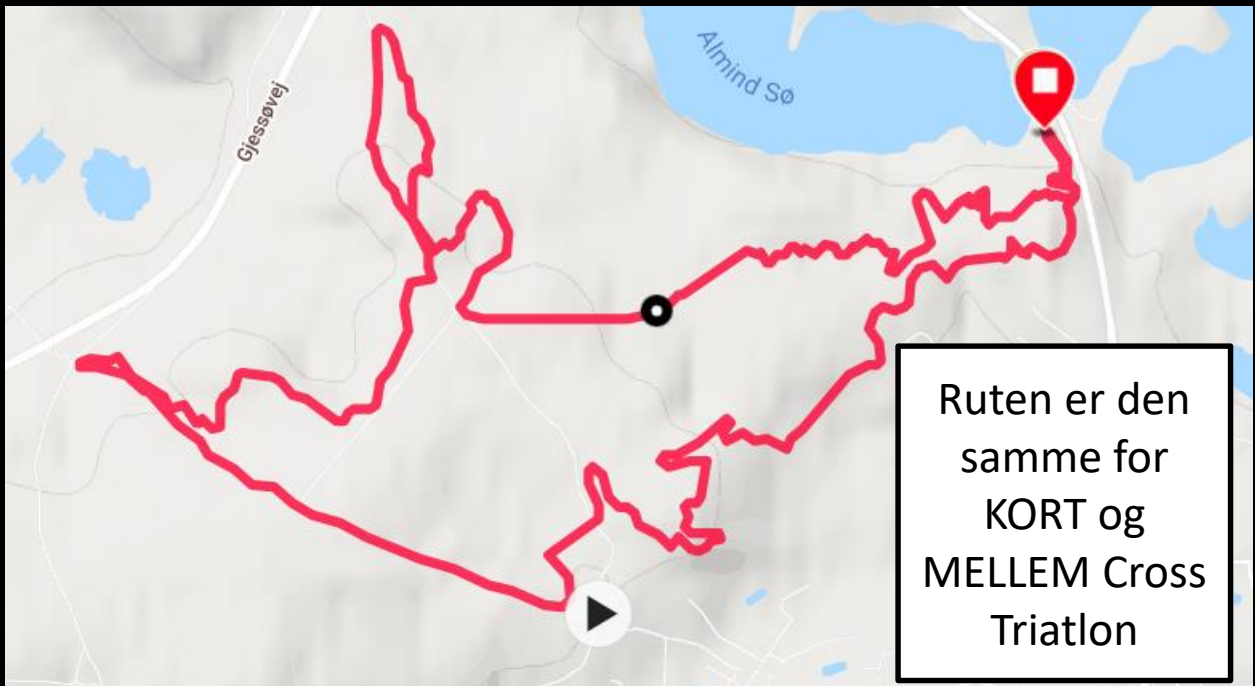 Almind Sø
Gjessøvej
Ruten er den
samme for
KORT og
MELLEM Cross
Triatlon